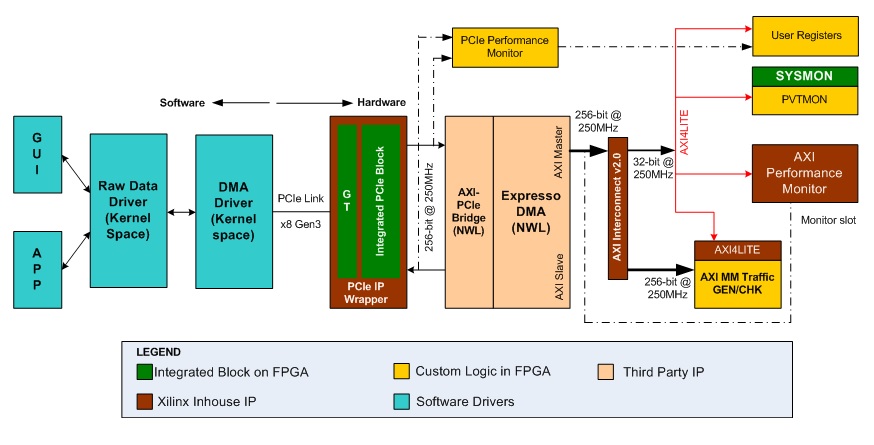 PCIe Performance
Monitor
User Registers
SYSMON
PVTMON
Software
Hardware
256-bit @
250MHz
AXI4LITE
G
U
I
A
P
P
Raw Data
Driver
(Kernel
Space)
DMA
Driver
(Kernel
space)
PCIe Link
x8 Gen3
G T
Integrated PCIe Block
PCIe IP
Wrapper
256-bit @ 250MHz
AXI-
PCIe
Bridge
(NWL)
Expresso
DMA
(NWL)
AXI Master
AXI Slave
AXI Interconnect v2.0
32-bit @
250MHz
AXI
Performance
Monitor
Monitor slot
AXI4LITE
AXI MM Traffic
GEN/CHK
256-bit @
250MHz
LEGEND
Integrated Block on FPGA
Custom Logic in FPGA
Third Party IP
Xilinx Inhouse IP
Software Drivers